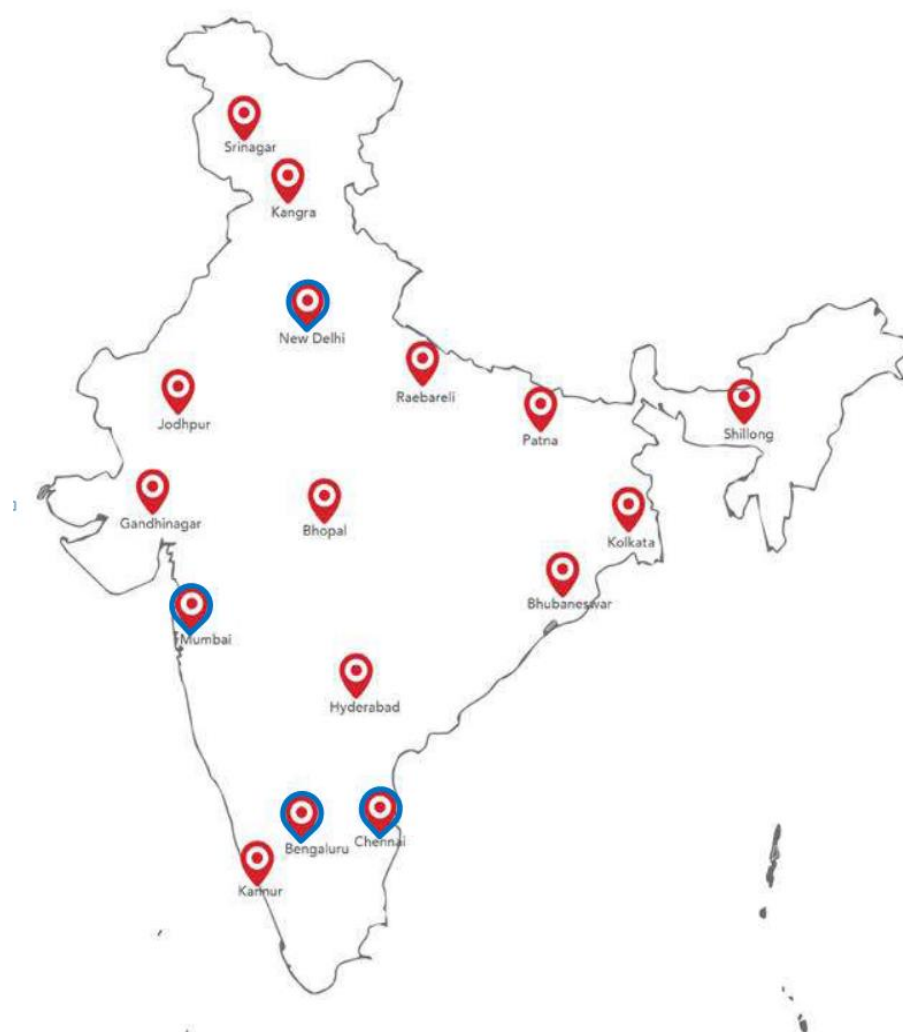 Srinagar
Kangra
New Delhi
Raebareli
Jodhpur
Patna
Shillong
Gandhinagar
Bhopal
Kolkata
Bhubaneswar
Mumbai
Hyderabad
Chennai
Bengaluru
Kannur